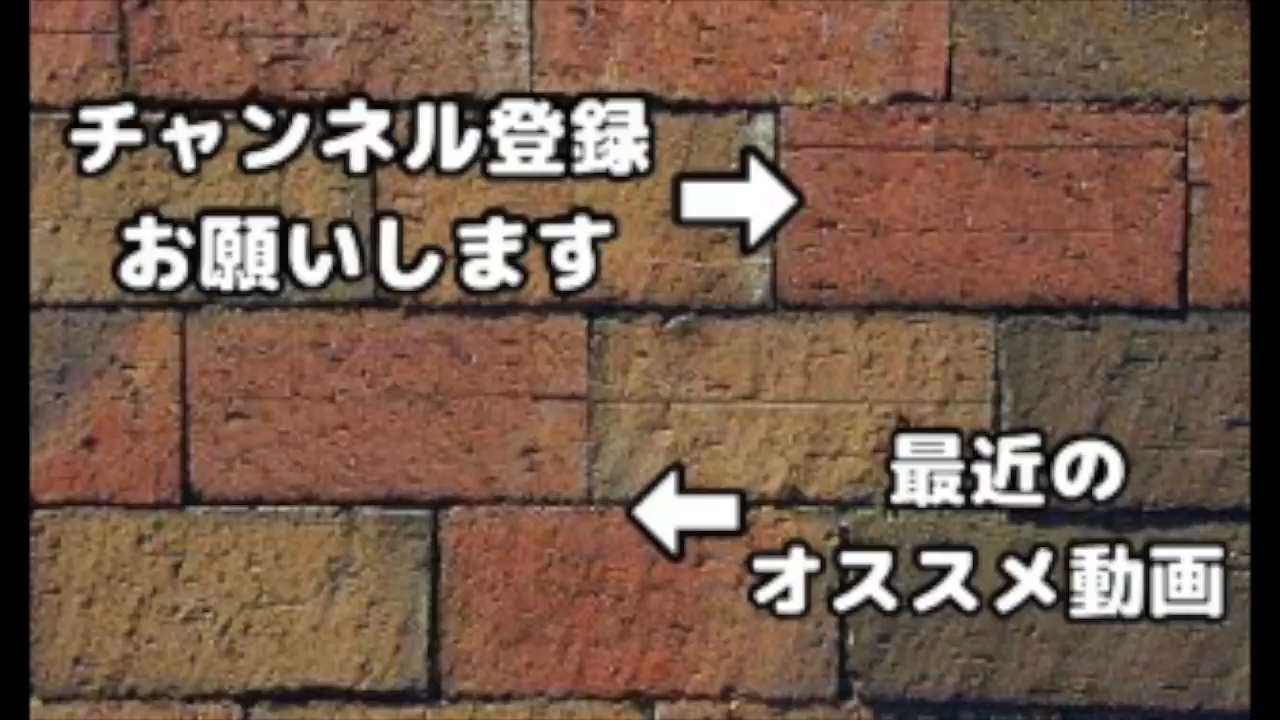 チャンネル登録
お願いします
最近の
オススメ動画